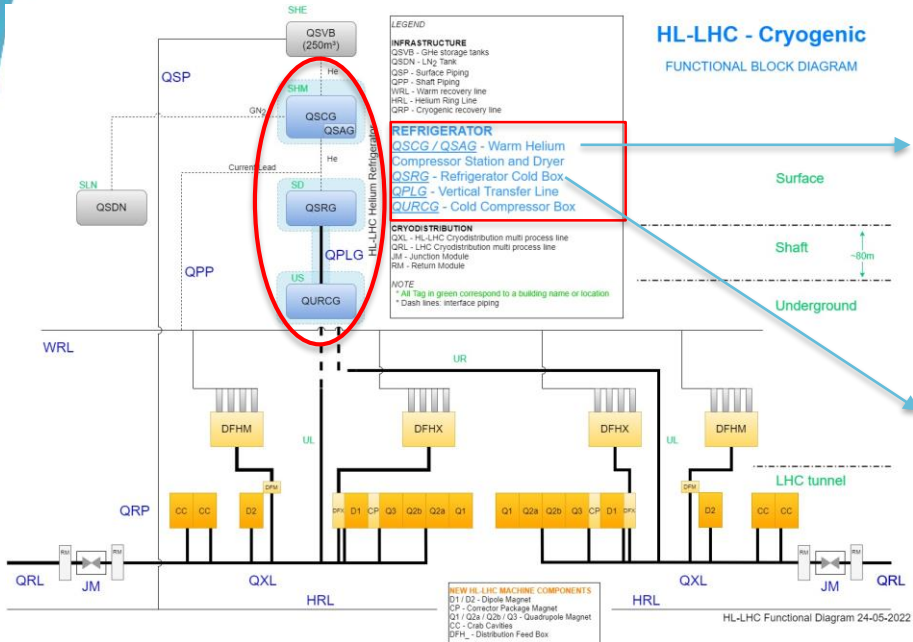 SHE
QSVB
(250m³)
QSP
He
SHM
GN₂
QSCG
QSAG
HL-LHC Helium Refrigerator
He
Current Lead
SLN
QSDN
SD
QSRG
QPLG
QPP
US
QURCG
LEGEND
INFRASTRUCTURE
QSVB - GHe storage tanks
QSDN - LN₂ Tank
QSP - Surface Piping
QPP - Shaft Piping
WRL - Warm recovery line
HRL - Helium Ring Line
QRP - Cryogenic recovery line
REFRIGERATOR
QSCG / QSAG - Warm Helium
Compressor Station and Dryer
QSRG - Refrigerator Cold Box
QPLG - Vertical Transfer Line
QURCG - Cold Compressor Box
CRYODISTRIBUTION
QXL - HL-LHC Cryodistribution multi process line
QRL - LHC Cryodistribution multi process line
JM - Junction Module
RM - Return Module
NOTE
* All Tag in green correspond to a building name or location
* Dash lines: interface piping
HL-LHC - Cryogenic
FUNCTIONAL BLOCK DIAGRAM
Surface
Shaft
~80m
Underground
WRL
UR
DFHM
DFHX
DFHX
DFHM
UL
UL
LHC tunnel
QRP
CC CC
D2
DFM
DFX D1 CP Q3 Q2b Q2a Q1
Q1 Q2a Q2b Q3 CP D1 DFX
DFM
D2
CC CC
RM
RM
RM
RM
QRL
JM
QXL
QXL
JM
QRL
HRL
HRL
NEW HL-LHC MACHINE COMPONENTS
D1 / D2 - Dipole Magnet
CP - Corrector Package Magnet
Q1 / Q2a / Q2b / Q3 - Quadrupole Magnet
CC - Crab Cavities
DFH_ - Distribution Feed Box
HL-LHC Functional Diagram 24-05-2022